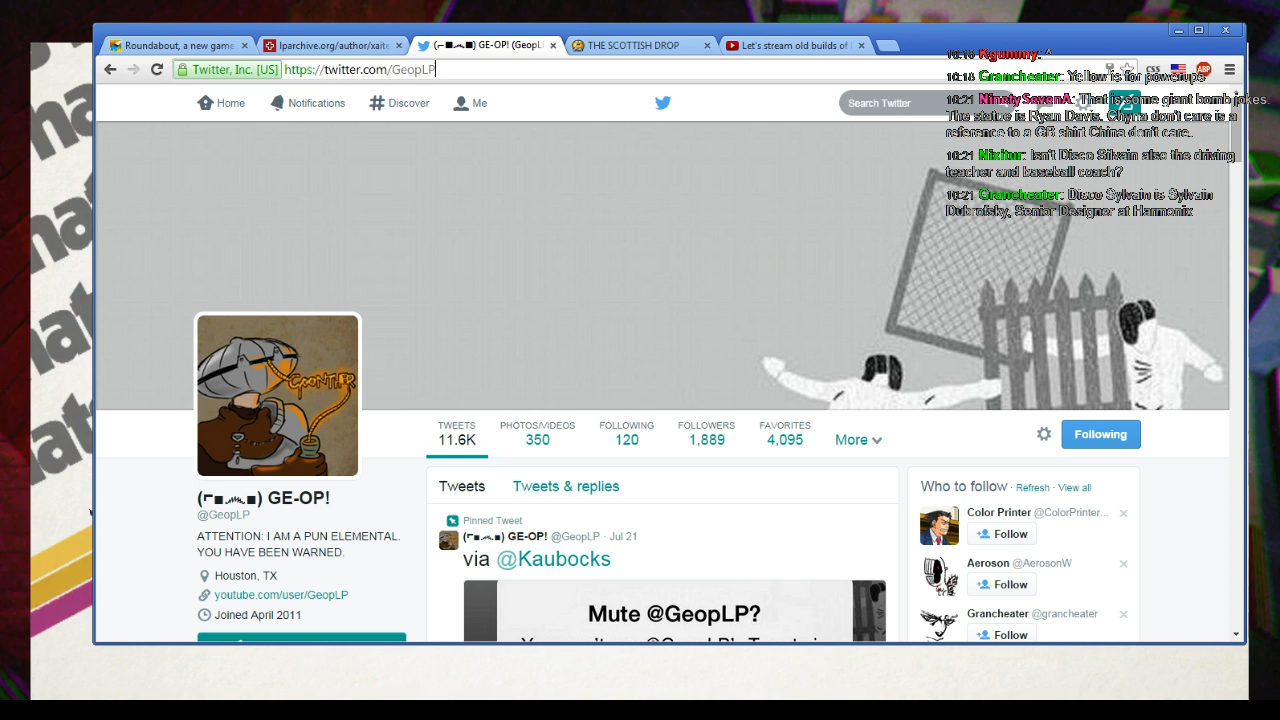 Roundabout, a new game
lparchive.org/author/xaite
(⌐■෴■) GE-OP! (GeopL
THE SCOTTISH DROP
Let's stream old builds of
Twitter, Inc. [US]
https://twitter.com/GeopLP
CSS
ABP
10:16 Kgummy: ^
10:16 Grancheater: Yellow is for powerups
10:21 NinetySevenA: That is some giant bomb jokes.
The statue is Ryan Davis. Chyna don't care is a
reference to a GB shirt China don't care.
10:21 Nixitur: Isn't Disco Silvain also the driving
teacher and baseball coach?
10:21 Grancheater: Disco Sylvain is Sylvain
Dubrofsky, Senior Designer at Harmonix
Home
Notifications
Discover
Me
Search Twitter
GOONTHER
TWEETS
11.6K
PHOTOS/VIDEOS
350
FOLLOWING
120
FOLLOWERS
1,889
FAVORITES
4,095
More
Following
(⌐■෴■) GE-OP!
@GeopLP
ATTENTION: I AM A PUN ELEMENTAL.
YOU HAVE BEEN WARNED.
Houston, TX
youtube.com/user/GeopLP
Joined April 2011
Tweets
Tweets & replies
Pinned Tweet
(⌐■෴■) GE-OP! @GeopLP · Jul 21
via @Kaubocks
Mute @GeopLP?
Who to follow · Refresh · View all
Color Printer @ColorPrinter...
Follow
Aeroson @AerosonW
Follow
Grancheater @grancheater
Follow